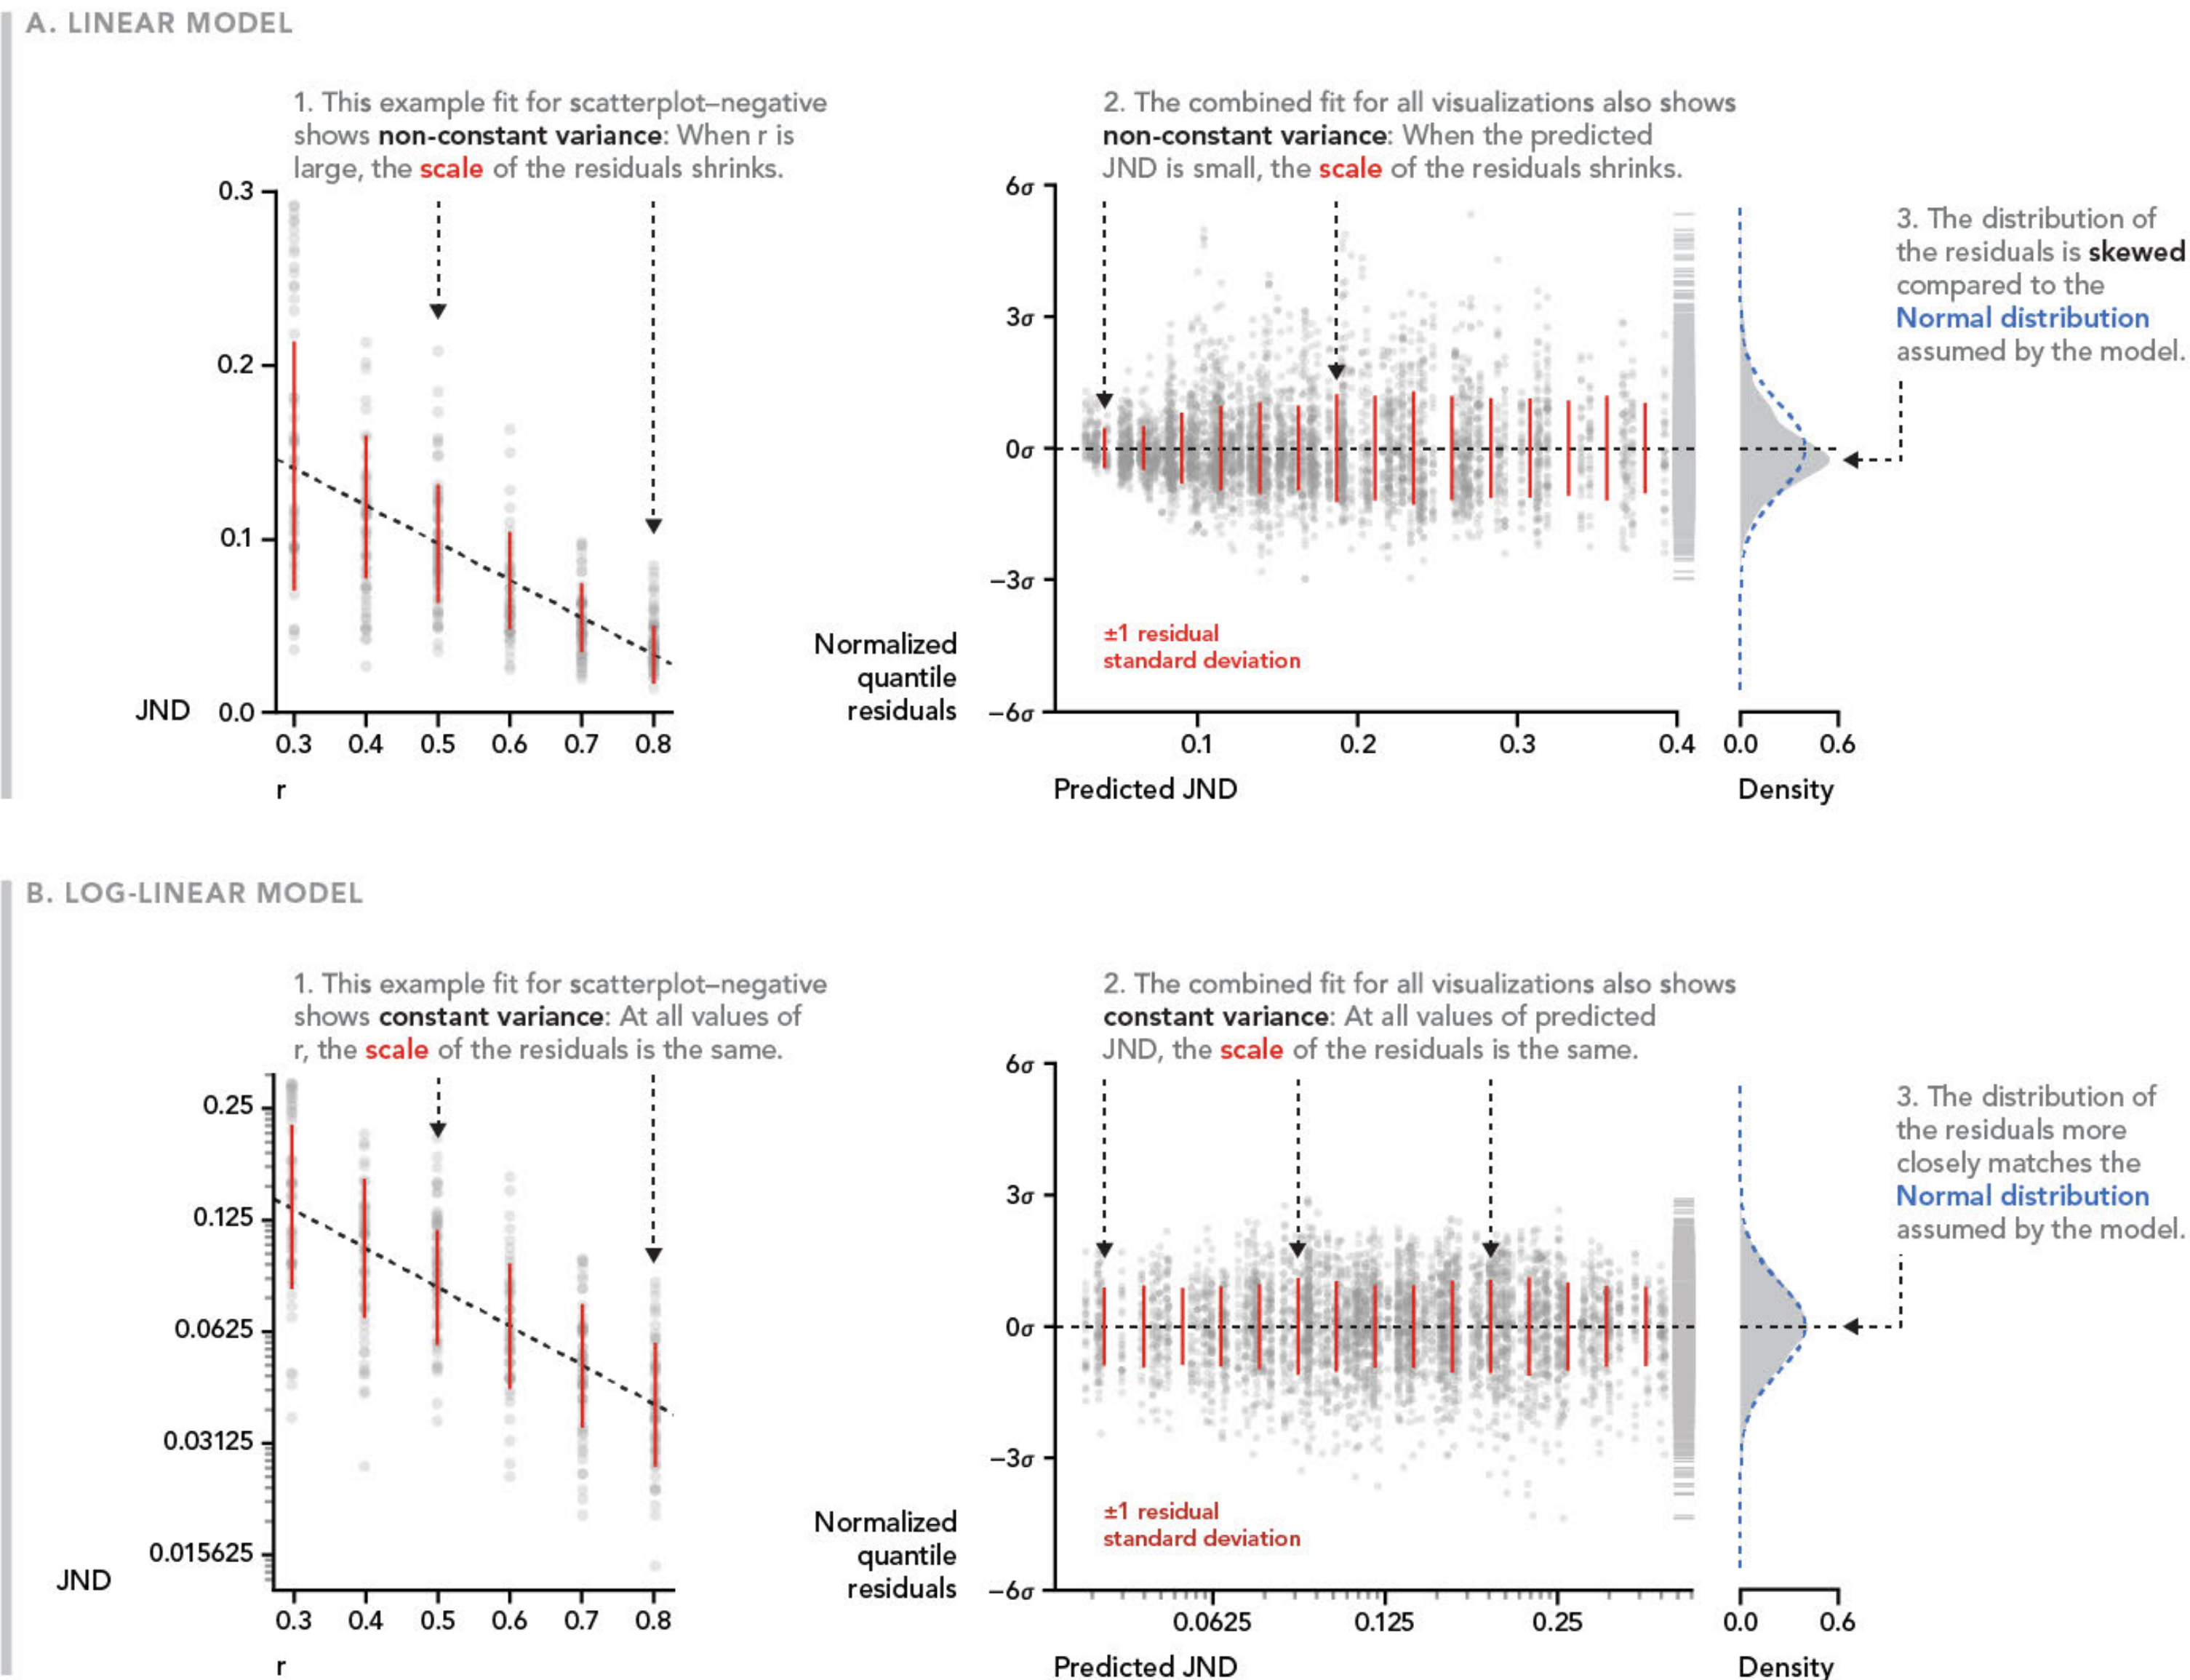 A. LINEAR MODEL
1. This example fit for scatterplot–negative
shows non-constant variance: When r is
large, the scale of the residuals shrinks.
0.3
0.2
0.1
JND 0.0
0.3 0.4 0.5 0.6 0.7 0.8
r
2. The combined fit for all visualizations also shows
non-constant variance: When the predicted
JND is small, the scale of the residuals shrinks.
6σ
3σ
0σ
−3σ
−6σ
Normalized
quantile
residuals
±1 residual
standard deviation
0.1 0.2 0.3 0.4
Predicted JND
0.0 0.6
Density
3. The distribution of
the residuals is skewed
compared to the
Normal distribution
assumed by the model.
B. LOG-LINEAR MODEL
1. This example fit for scatterplot–negative
shows constant variance: At all values of
r, the scale of the residuals is the same.
0.25
0.125
0.0625
0.03125
0.015625
JND
0.3 0.4 0.5 0.6 0.7 0.8
r
2. The combined fit for all visualizations also shows
constant variance: At all values of predicted
JND, the scale of the residuals is the same.
6σ
3σ
0σ
−3σ
−6σ
Normalized
quantile
residuals
±1 residual
standard deviation
0.0625 0.125 0.25
Predicted JND
0.0 0.6
Density
3. The distribution of
the residuals more
closely matches the
Normal distribution
assumed by the model.